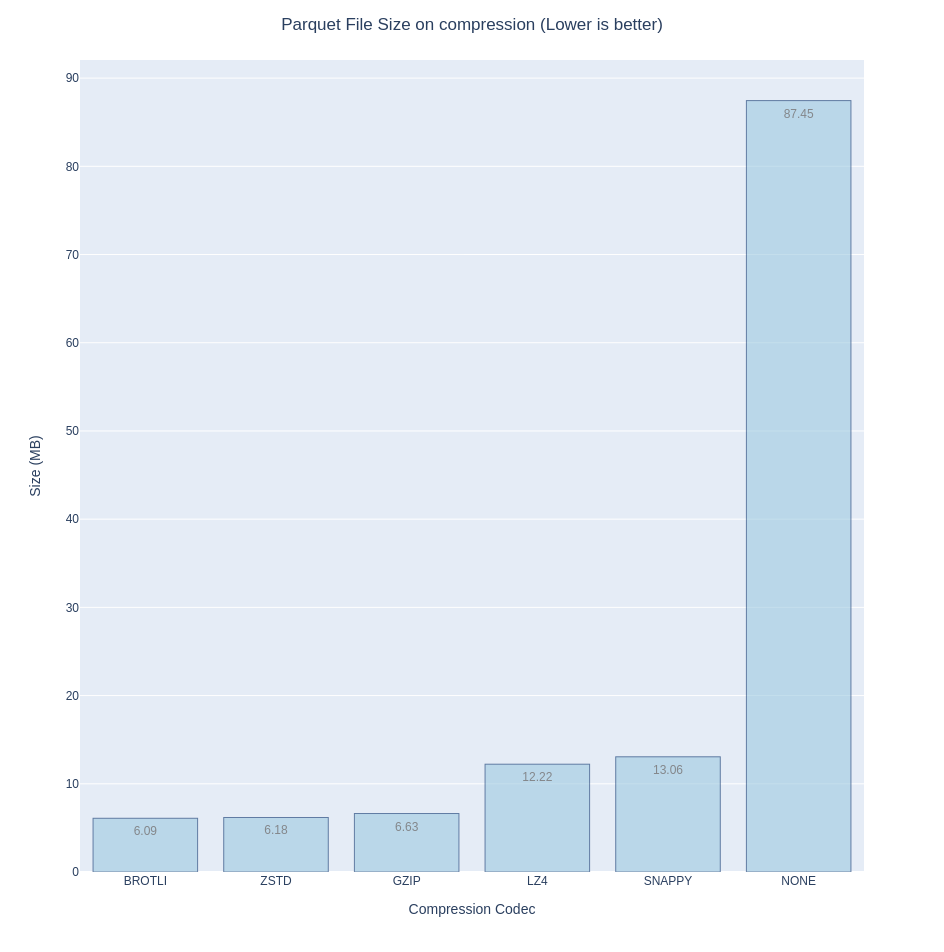 Parquet File Size on compression (Lower is better)
90
80
70
60
50
40
30
20
10
0
Size (MB)
87.45
13.06
12.22
6.63
6.18
6.09
BROTLI
ZSTD
GZIP
LZ4
SNAPPY
NONE
Compression Codec